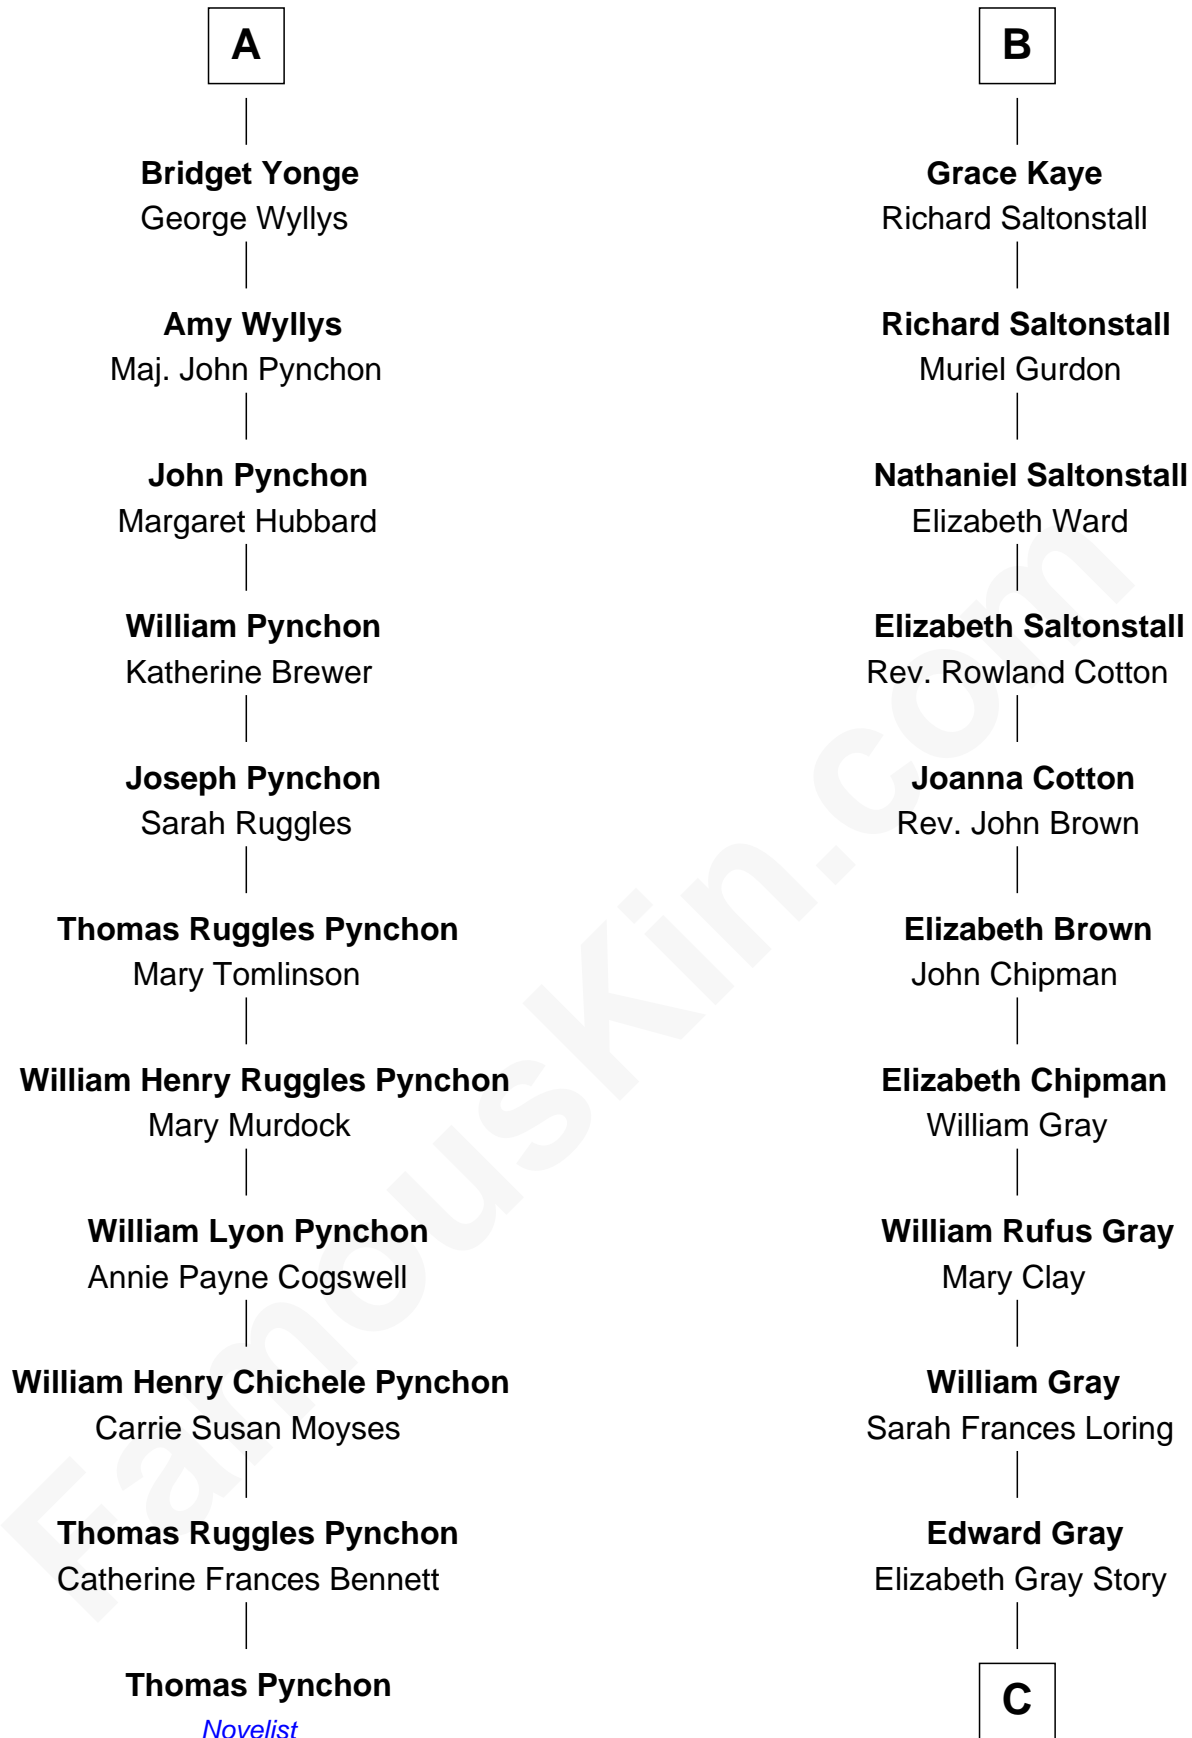 A
Bridget Yonge
George Wyllys
Amy Wyllys
Maj. John Pynchon
John Pynchon
Margaret Hubbard
William Pynchon
Katherine Brewer
Joseph Pynchon
Sarah Ruggles
Thomas Ruggles Pynchon
Mary Tomlinson
William Henry Ruggles Pynchon
Mary Murdock
William Lyon Pynchon
Annie Payne Cogswell
William Henry Chichele Pynchon
Carrie Susan Moyses
Thomas Ruggles Pynchon
Catherine Frances Bennett
Thomas Pynchon
Novelist
B
Grace Kaye
Richard Saltonstall
Richard Saltonstall
Muriel Gurdon
Nathaniel Saltonstall
Elizabeth Ward
Elizabeth Saltonstall
Rev. Rowland Cotton
Joanna Cotton
Rev. John Brown
Elizabeth Brown
John Chipman
Elizabeth Chipman
William Gray
William Rufus Gray
Mary Clay
William Gray
Sarah Frances Loring
Edward Gray
Elizabeth Gray Story
C
FamousKin.com